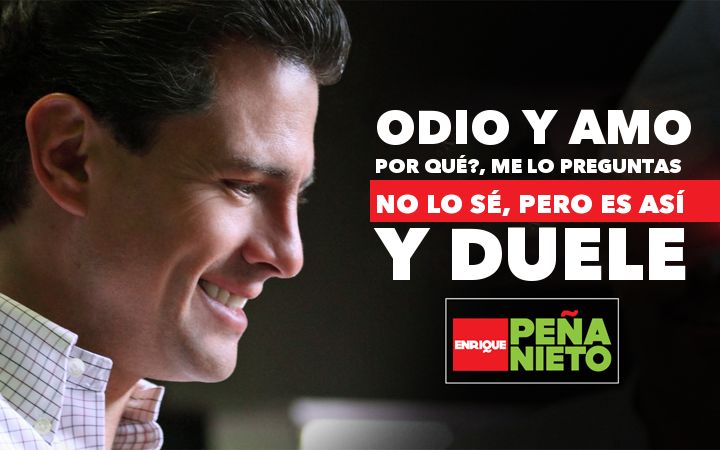 ODIO Y AMO
POR QUÉ?, ME LO PREGUNTAS
NO LO SÉ, PERO ES ASÍ
Y DUELE
ENRIQUE
PEÑA
NIETO